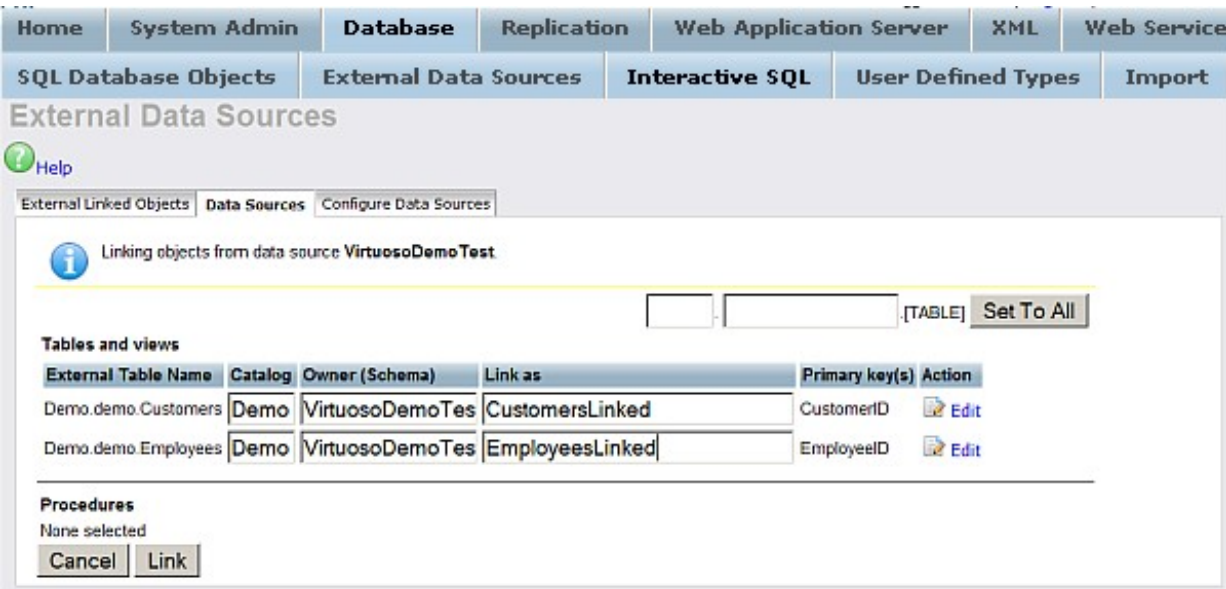 Home System Admin Database Replication Web Application Server XML Web Service
SQL Database Objects External Data Sources Interactive SQL User Defined Types Import
External Data Sources
Help
External Linked Objects Data Sources Configure Data Sources
Linking objects from data source VirtuosoDemoTest.
. .[TABLE] Set To All
Tables and views
External Table Name Catalog Owner (Schema) Link as Primary key(s) Action
Demo.demo.Customers Demo VirtuosoDemoTes CustomersLinked CustomerID Edit
Demo.demo.Employees Demo VirtuosoDemoTes EmployeesLinked EmployeeID Edit
Procedures
None selected
Cancel Link